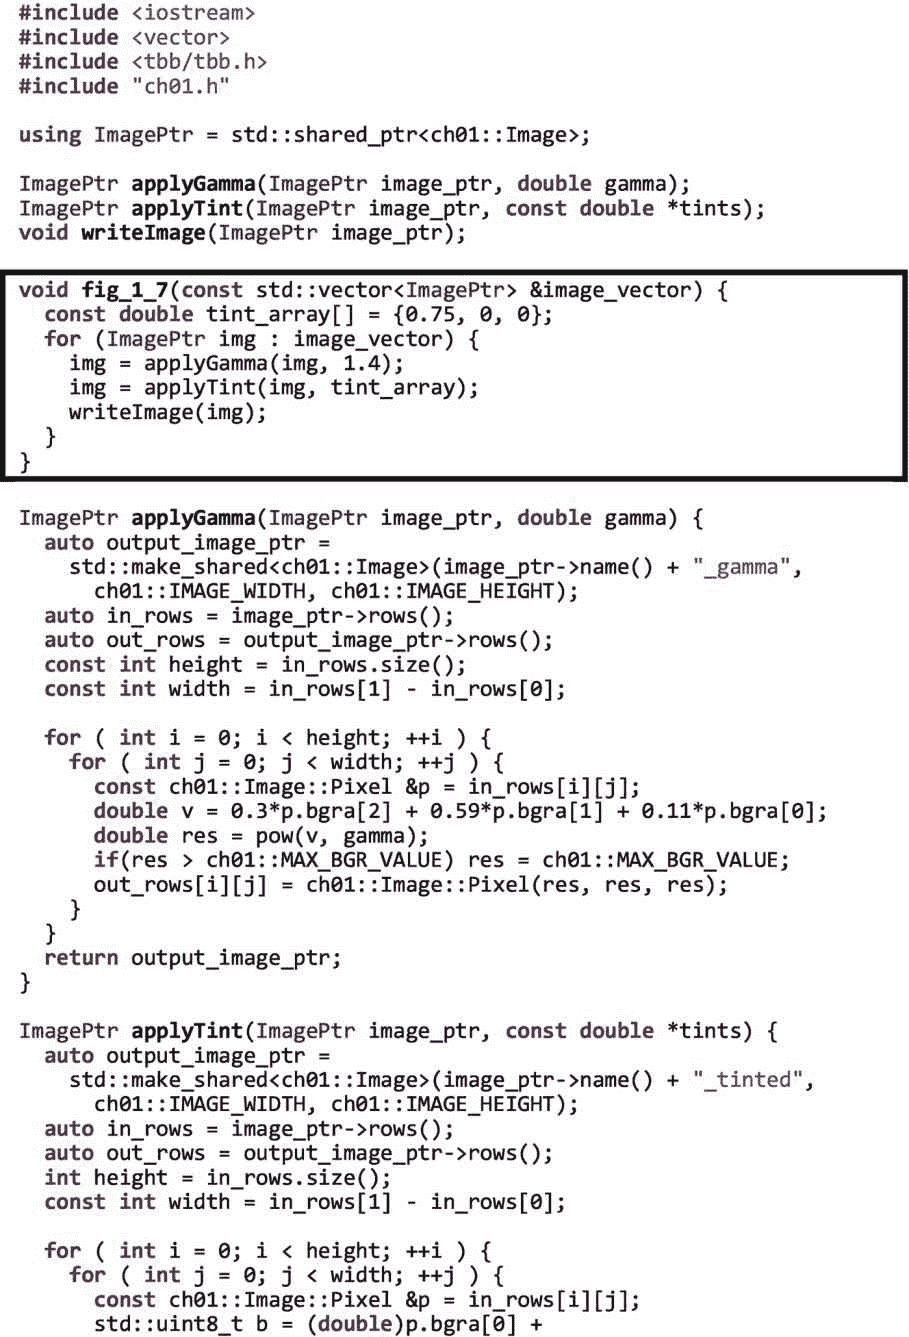 #include <iostream>
#include <vector>
#include <tbb/tbb.h>
#include "ch01.h"

using ImagePtr = std::shared_ptr<ch01::Image>;

ImagePtr applyGamma(ImagePtr image_ptr, double gamma);
ImagePtr applyTint(ImagePtr image_ptr, const double *tints);
void writeImage(ImagePtr image_ptr);

void fig_1_7(const std::vector<ImagePtr> &image_vector) {
  const double tint_array[] = {0.75, 0, 0};
  for (ImagePtr img : image_vector) {
    img = applyGamma(img, 1.4);
    img = applyTint(img, tint_array);
    writeImage(img);
  }
}

ImagePtr applyGamma(ImagePtr image_ptr, double gamma) {
  auto output_image_ptr =
    std::make_shared<ch01::Image>(image_ptr->name() + "_gamma",
      ch01::IMAGE_WIDTH, ch01::IMAGE_HEIGHT);
  auto in_rows = image_ptr->rows();
  auto out_rows = output_image_ptr->rows();
  const int height = in_rows.size();
  const int width = in_rows[1] - in_rows[0];

  for ( int i = 0; i < height; ++i ) {
    for ( int j = 0; j < width; ++j ) {
      const ch01::Image::Pixel &p = in_rows[i][j];
      double v = 0.3*p.bgra[2] + 0.59*p.bgra[1] + 0.11*p.bgra[0];
      double res = pow(v, gamma);
      if(res > ch01::MAX_BGR_VALUE) res = ch01::MAX_BGR_VALUE;
      out_rows[i][j] = ch01::Image::Pixel(res, res, res);
    }
  }
  return output_image_ptr;
}

ImagePtr applyTint(ImagePtr image_ptr, const double *tints) {
  auto output_image_ptr =
    std::make_shared<ch01::Image>(image_ptr->name() + "_tinted",
      ch01::IMAGE_WIDTH, ch01::IMAGE_HEIGHT);
  auto in_rows = image_ptr->rows();
  auto out_rows = output_image_ptr->rows();
  int height = in_rows.size();
  const int width = in_rows[1] - in_rows[0];

  for ( int i = 0; i < height; ++i ) {
    for ( int j = 0; j < width; ++j ) {
      const ch01::Image::Pixel &p = in_rows[i][j];
      std::uint8_t b = (double)p.bgra[0] +